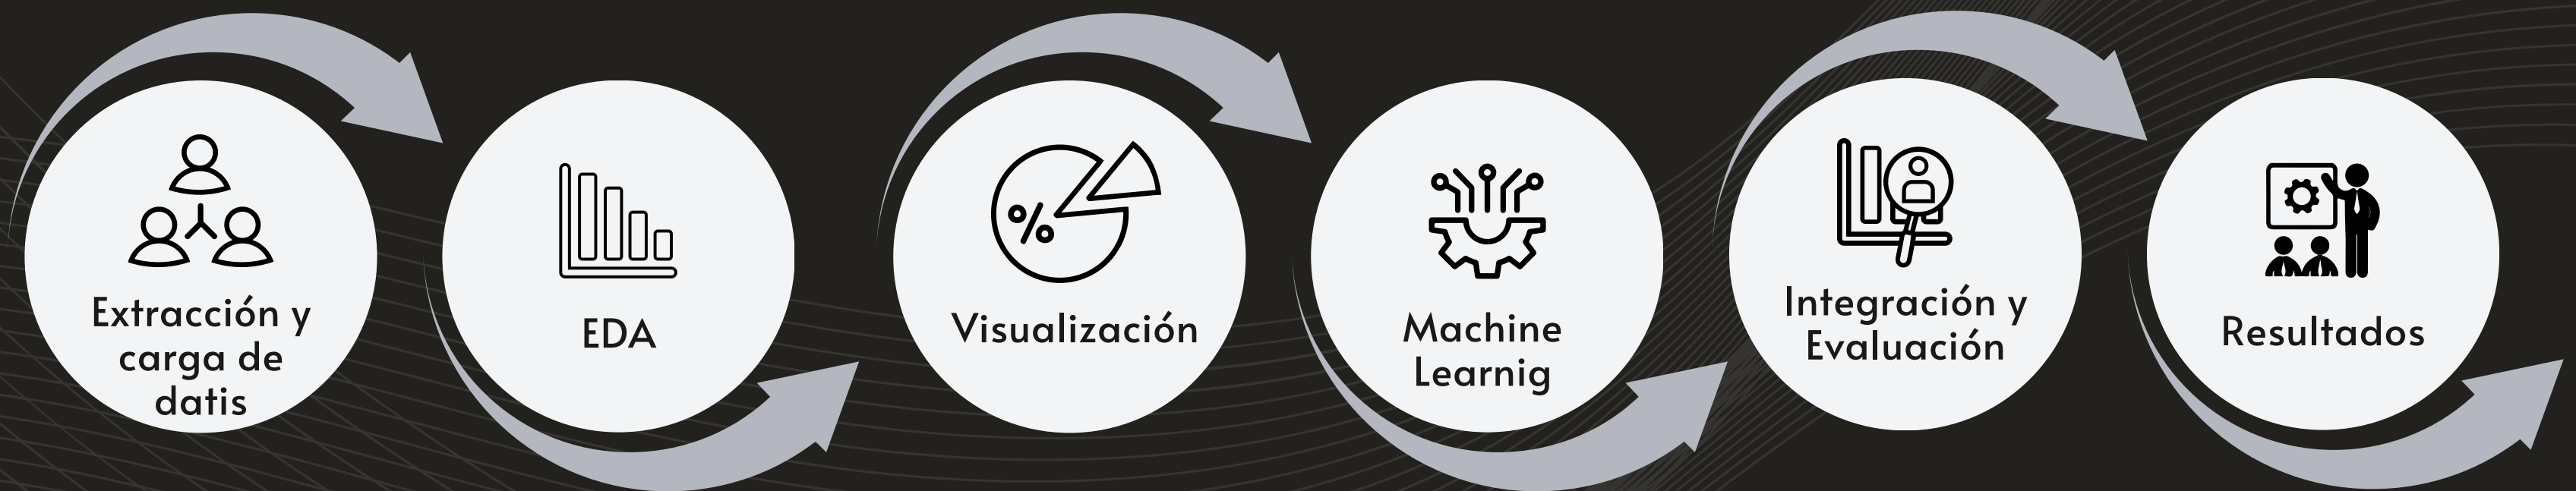 Extracción y
carga de
datis
EDA
%
Visualización
Machine
Learnig
Integración y
Evaluación
Resultados